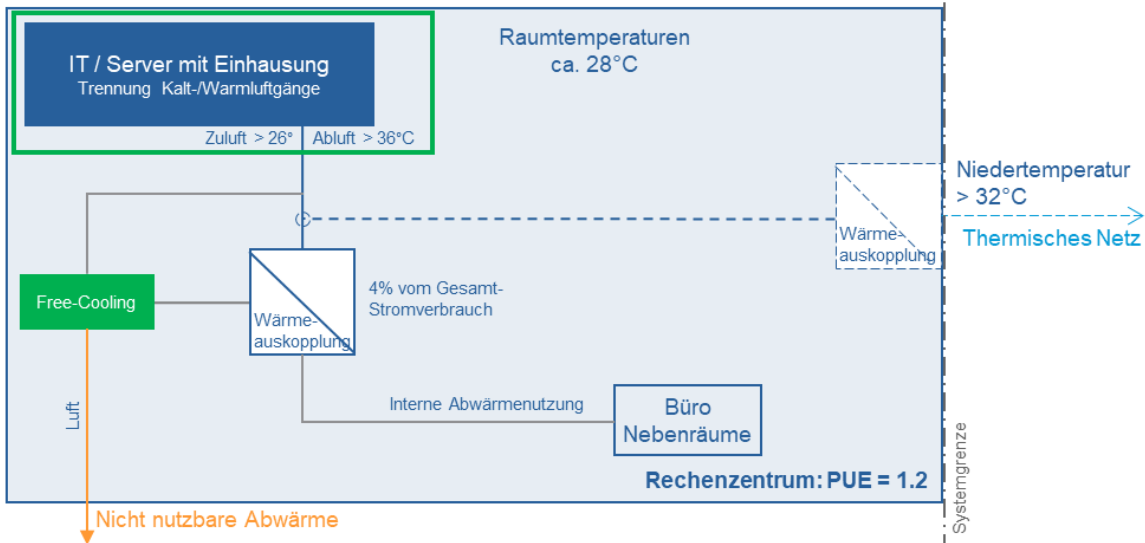 IT / Server mit Einhausung
Trennung Kalt-/Warmluftgänge
Zuluft > 26°
Abluft > 36°C
Raumtemperaturen
ca. 28°C
Niedertemperatur
> 32°C
Thermisches Netz
Wärme-
auskopplung
Free-Cooling
4% vom Gesamt-
Stromverbrauch
Wärme-
auskopplung
Luft
Interne Abwärmenutzung
Büro
Nebenräume
Rechenzentrum: PUE = 1.2
Systemgrenze
Nicht nutzbare Abwärme